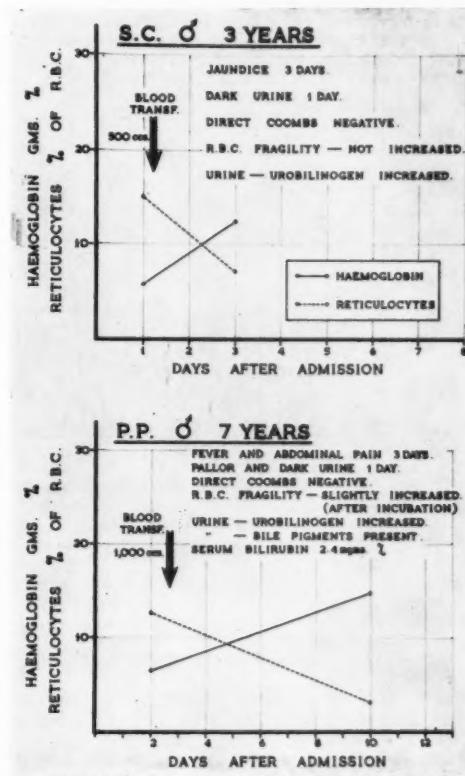 S.C. ♂ 3 YEARS
30
JAUNDICE 3 DAYS.
DARK URINE 1 DAY.
DIRECT COOMBS NEGATIVE.
R.B.C. FRAGILITY — NOT INCREASED.
URINE — UROBILINOGEN INCREASED.
BLOOD
TRANSF.
20
10
HAEMOGLOBIN GMS. %
RETICULOCYTES % OF R.B.C.
HAEMOGLOBIN
RETICULOCYTES
0 1 2 3 4 5 6 7 8
DAYS AFTER ADMISSION
P.P. ♂ 7 YEARS
30
FEVER AND ABDOMINAL PAIN 3 DAYS.
PALLOR AND DARK URINE 1 DAY.
DIRECT COOMBS NEGATIVE.
R.B.C. FRAGILITY — SLIGHTLY INCREASED.
(AFTER INCUBATION)
URINE — UROBILINOGEN INCREASED.
" — BILE PIGMENTS PRESENT.
SERUM BILIRUBIN 2·4 mgms %
BLOOD
TRANSF.
1,000 ccs.
20
10
HAEMOGLOBIN GMS. %
RETICULOCYTES % OF R.B.C.
0 2 4 6 8 10 12
DAYS AFTER ADMISSION